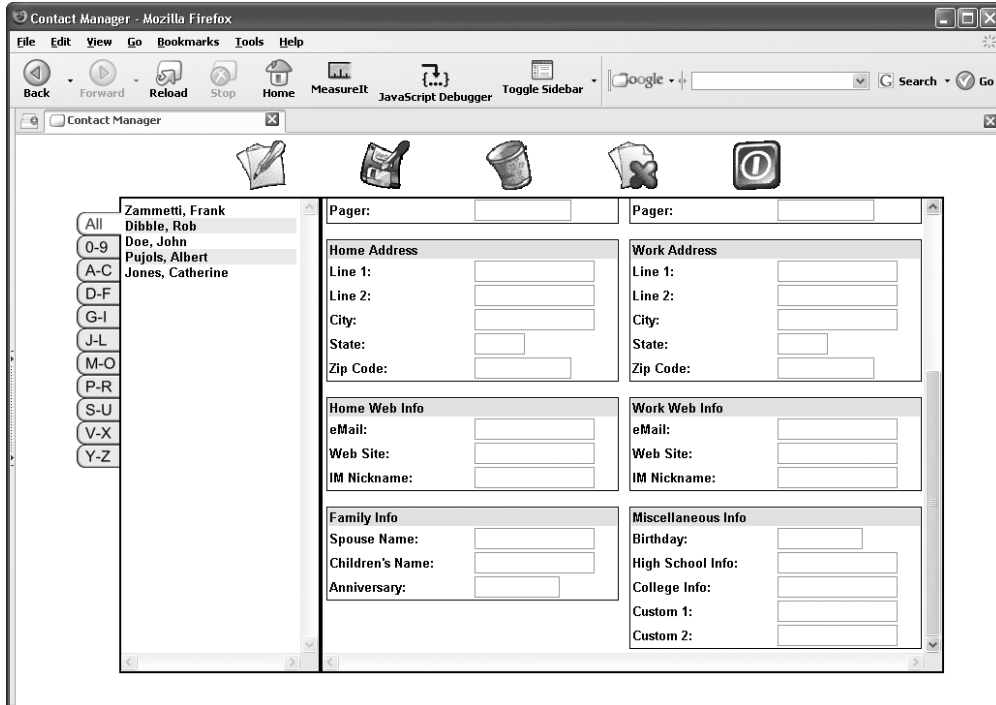 Contact Manager - Mozilla Firefox
File Edit View Go Bookmarks Tools Help
Back Forward Reload Stop Home MeasureIt JavaScript Debugger Toggle Sidebar Google G Search Go
Contact Manager
All
0-9
A-C
D-F
G-I
J-L
M-O
P-R
S-U
V-X
Y-Z
Zammetti, Frank
Dibble, Rob
Doe, John
Pujols, Albert
Jones, Catherine
Pager:
Home Address
Line 1:
Line 2:
City:
State:
Zip Code:
Home Web Info
eMail:
Web Site:
IM Nickname:
Family Info
Spouse Name:
Children's Name:
Anniversary:
Pager:
Work Address
Line 1:
Line 2:
City:
State:
Zip Code:
Work Web Info
eMail:
Web Site:
IM Nickname:
Miscellaneous Info
Birthday:
High School Info:
College Info:
Custom 1:
Custom 2: